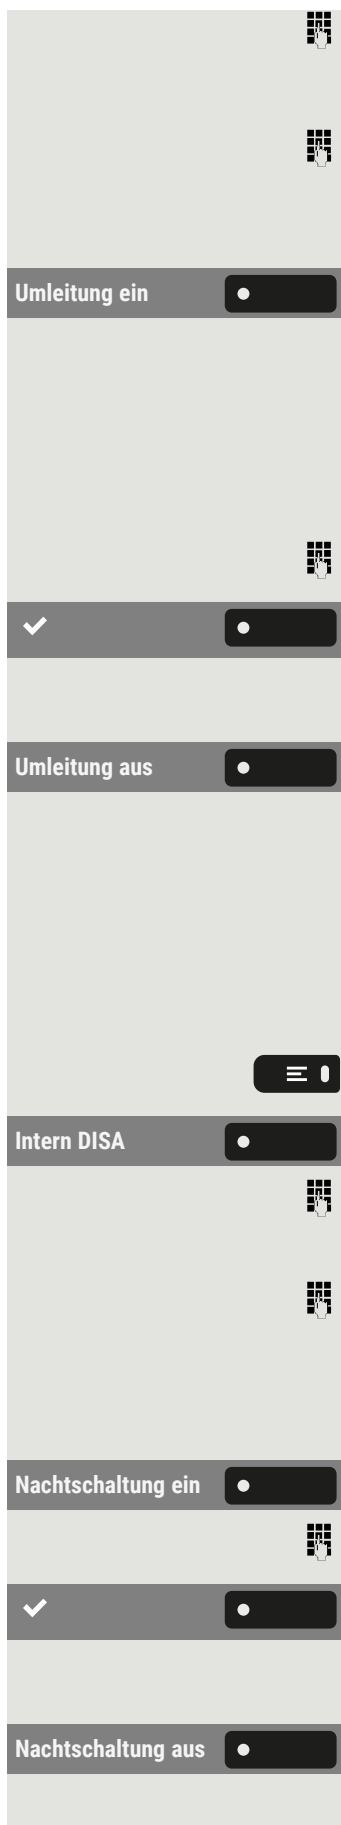 Umleitung ein
Umleitung aus
Intern DISA
Nachtschaltung ein
Nachtschaltung aus